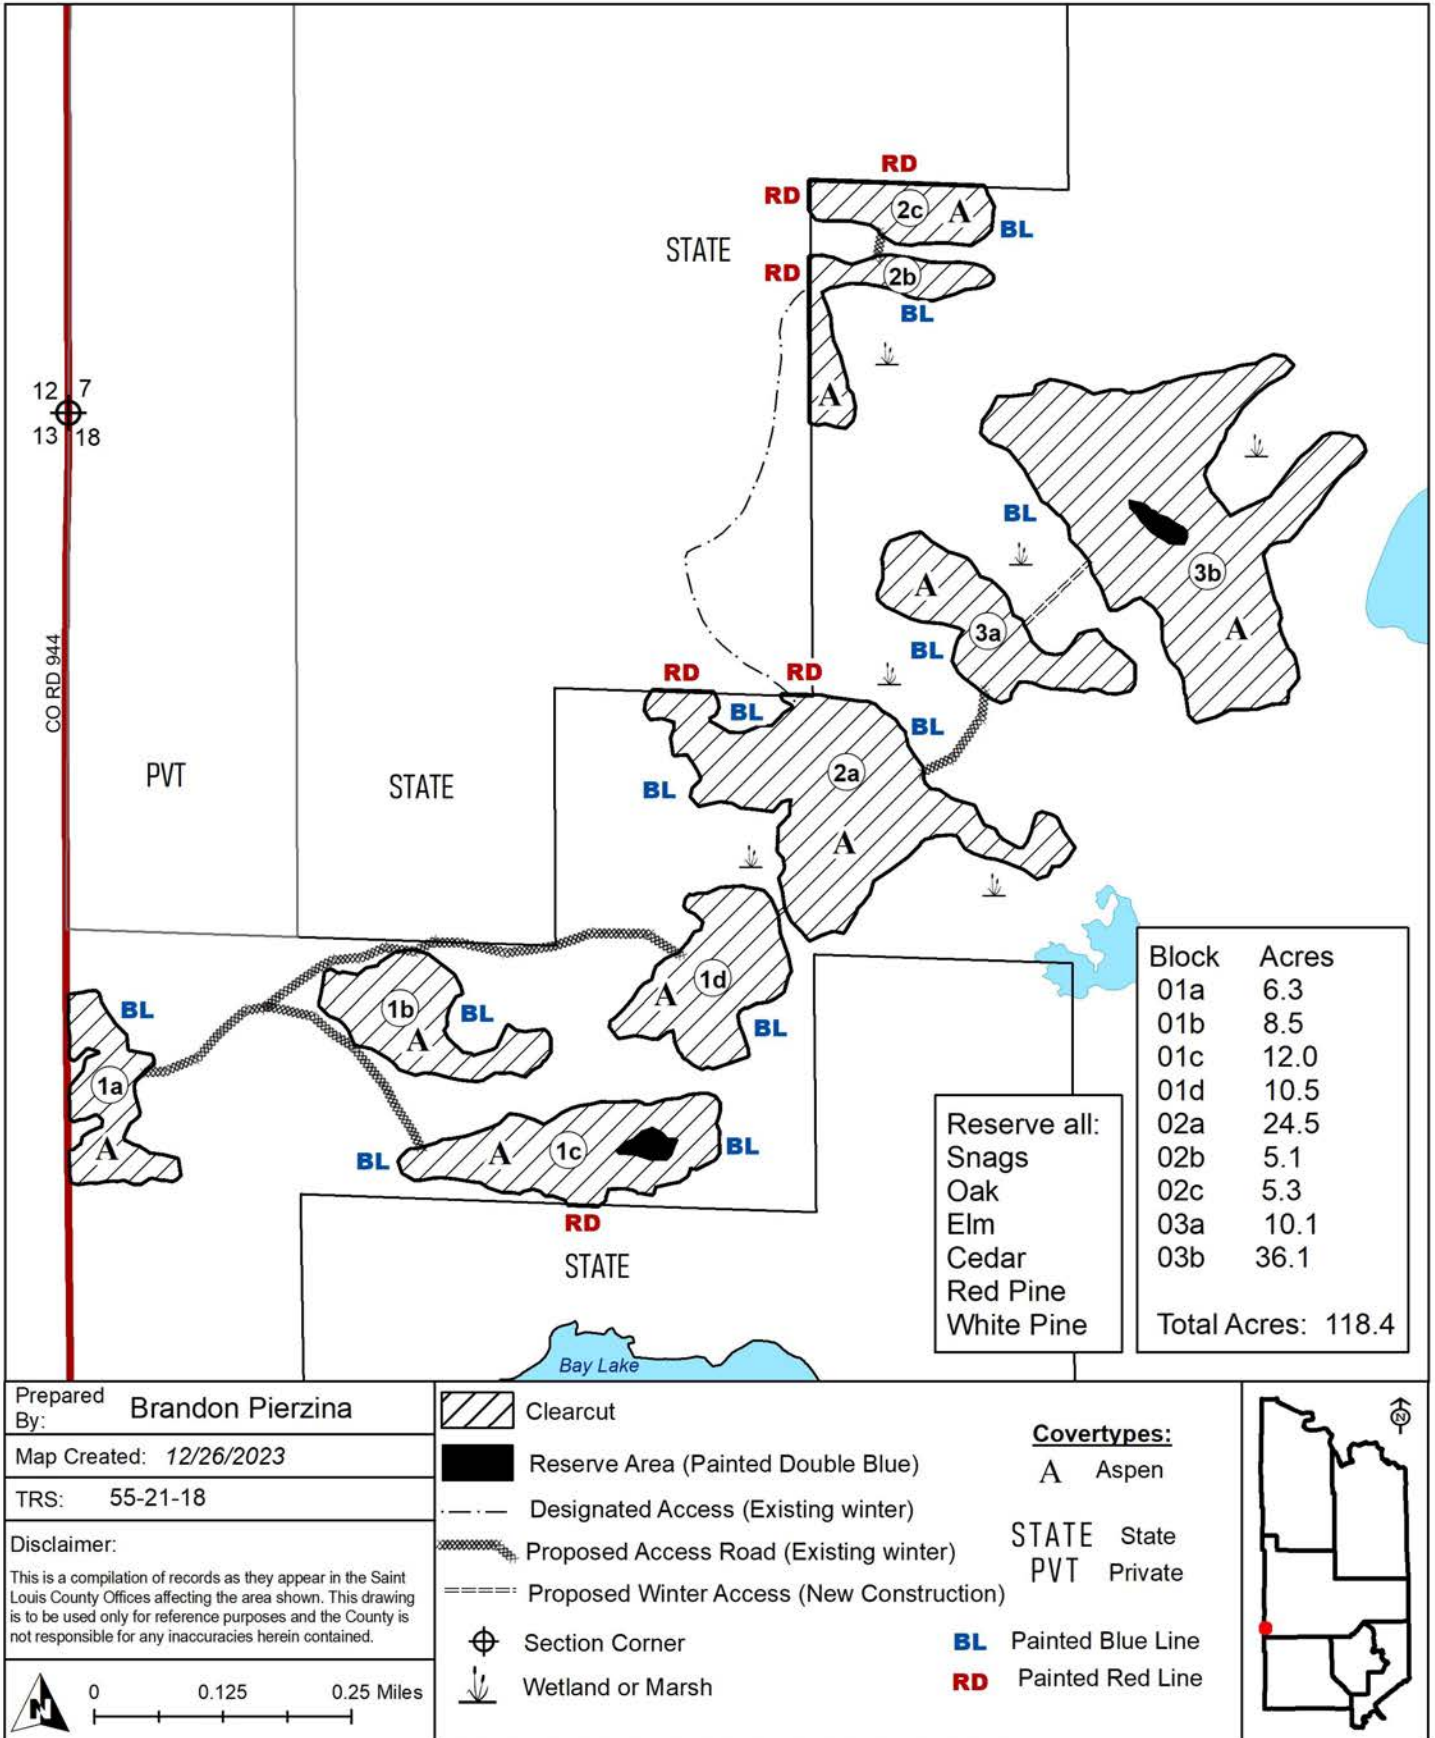 RD
RD
2c
A
BL
STATE
RD
2b
BL
A
12 7
13 18
BL
3b
A
A
3a
BL
CO RD 944
RD
RD
BL
BL
2a
BL
A
PVT
STATE
1d
A
BL
1b
A
BL
BL
1a
A
BL
A
1c
BL
RD
STATE
Bay Lake
Reserve all:
Snags
Oak
Elm
Cedar
Red Pine
White Pine
Block Acres
01a 6.3
01b 8.5
01c 12.0
01d 10.5
02a 24.5
02b 5.1
02c 5.3
03a 10.1
03b 36.1
Total Acres: 118.4
Prepared By: Brandon Pierzina
Map Created: 12/26/2023
TRS: 55-21-18
Disclaimer:
This is a compilation of records as they appear in the Saint
Louis County Offices affecting the area shown. This drawing
is to be used only for reference purposes and the County is
not responsible for any inaccuracies herein contained.
N
0 0.125 0.25 Miles
Clearcut
Reserve Area (Painted Double Blue)
Designated Access (Existing winter)
Proposed Access Road (Existing winter)
Proposed Winter Access (New Construction)
Section Corner
Wetland or Marsh
Covertypes:
A Aspen
STATE State
PVT Private
BL Painted Blue Line
RD Painted Red Line
N